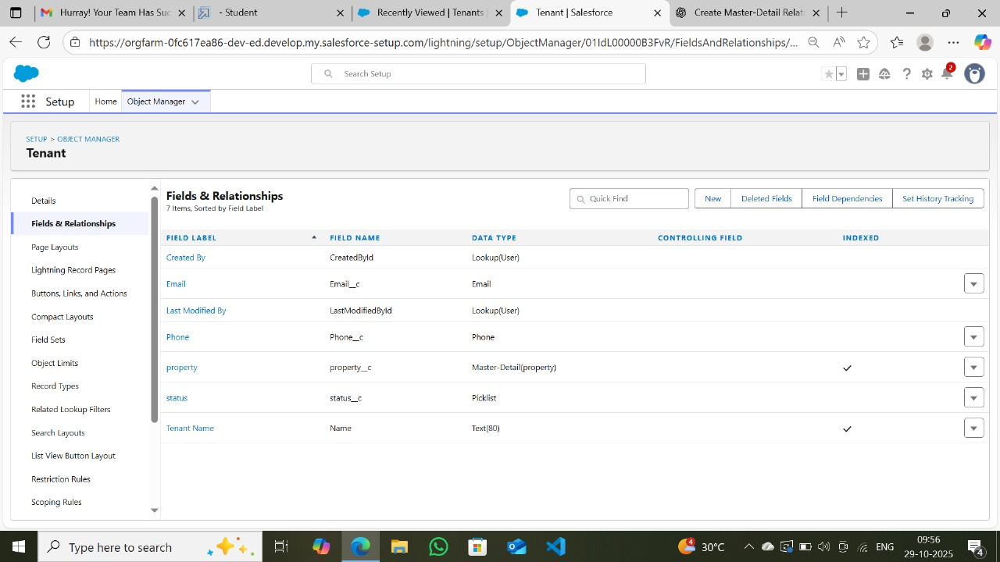 Hurray! Your Team Has Suc
- Student
Recently Viewed | Tenants |
Tenant | Salesforce
Create Master-Detail Relati
https://orgfarm-0fc617ea86-dev-ed.develop.my.salesforce-setup.com/lightning/setup/ObjectManager/01IdL00000B3FvR/FieldsAndRelationships/...
Search Setup
2
Setup
Home
Object Manager
SETUP > OBJECT MANAGER
Tenant
Details
Fields & Relationships
Page Layouts
Lightning Record Pages
Buttons, Links, and Actions
Compact Layouts
Field Sets
Object Limits
Record Types
Related Lookup Filters
Search Layouts
List View Button Layout
Restriction Rules
Scoping Rules
Fields & Relationships
7 Items, Sorted by Field Label
Quick Find
New
Deleted Fields
Field Dependencies
Set History Tracking
FIELD LABEL FIELD NAME DATA TYPE CONTROLLING FIELD INDEXED
Created By CreatedById Lookup(User)
Email Email__c Email
Last Modified By LastModifiedById Lookup(User)
Phone Phone__c Phone
property property__c Master-Detail(property)
status status__c Picklist
Tenant Name Name Text(80)
Type here to search
4
30°C
ENG
09:56
29-10-2025
4